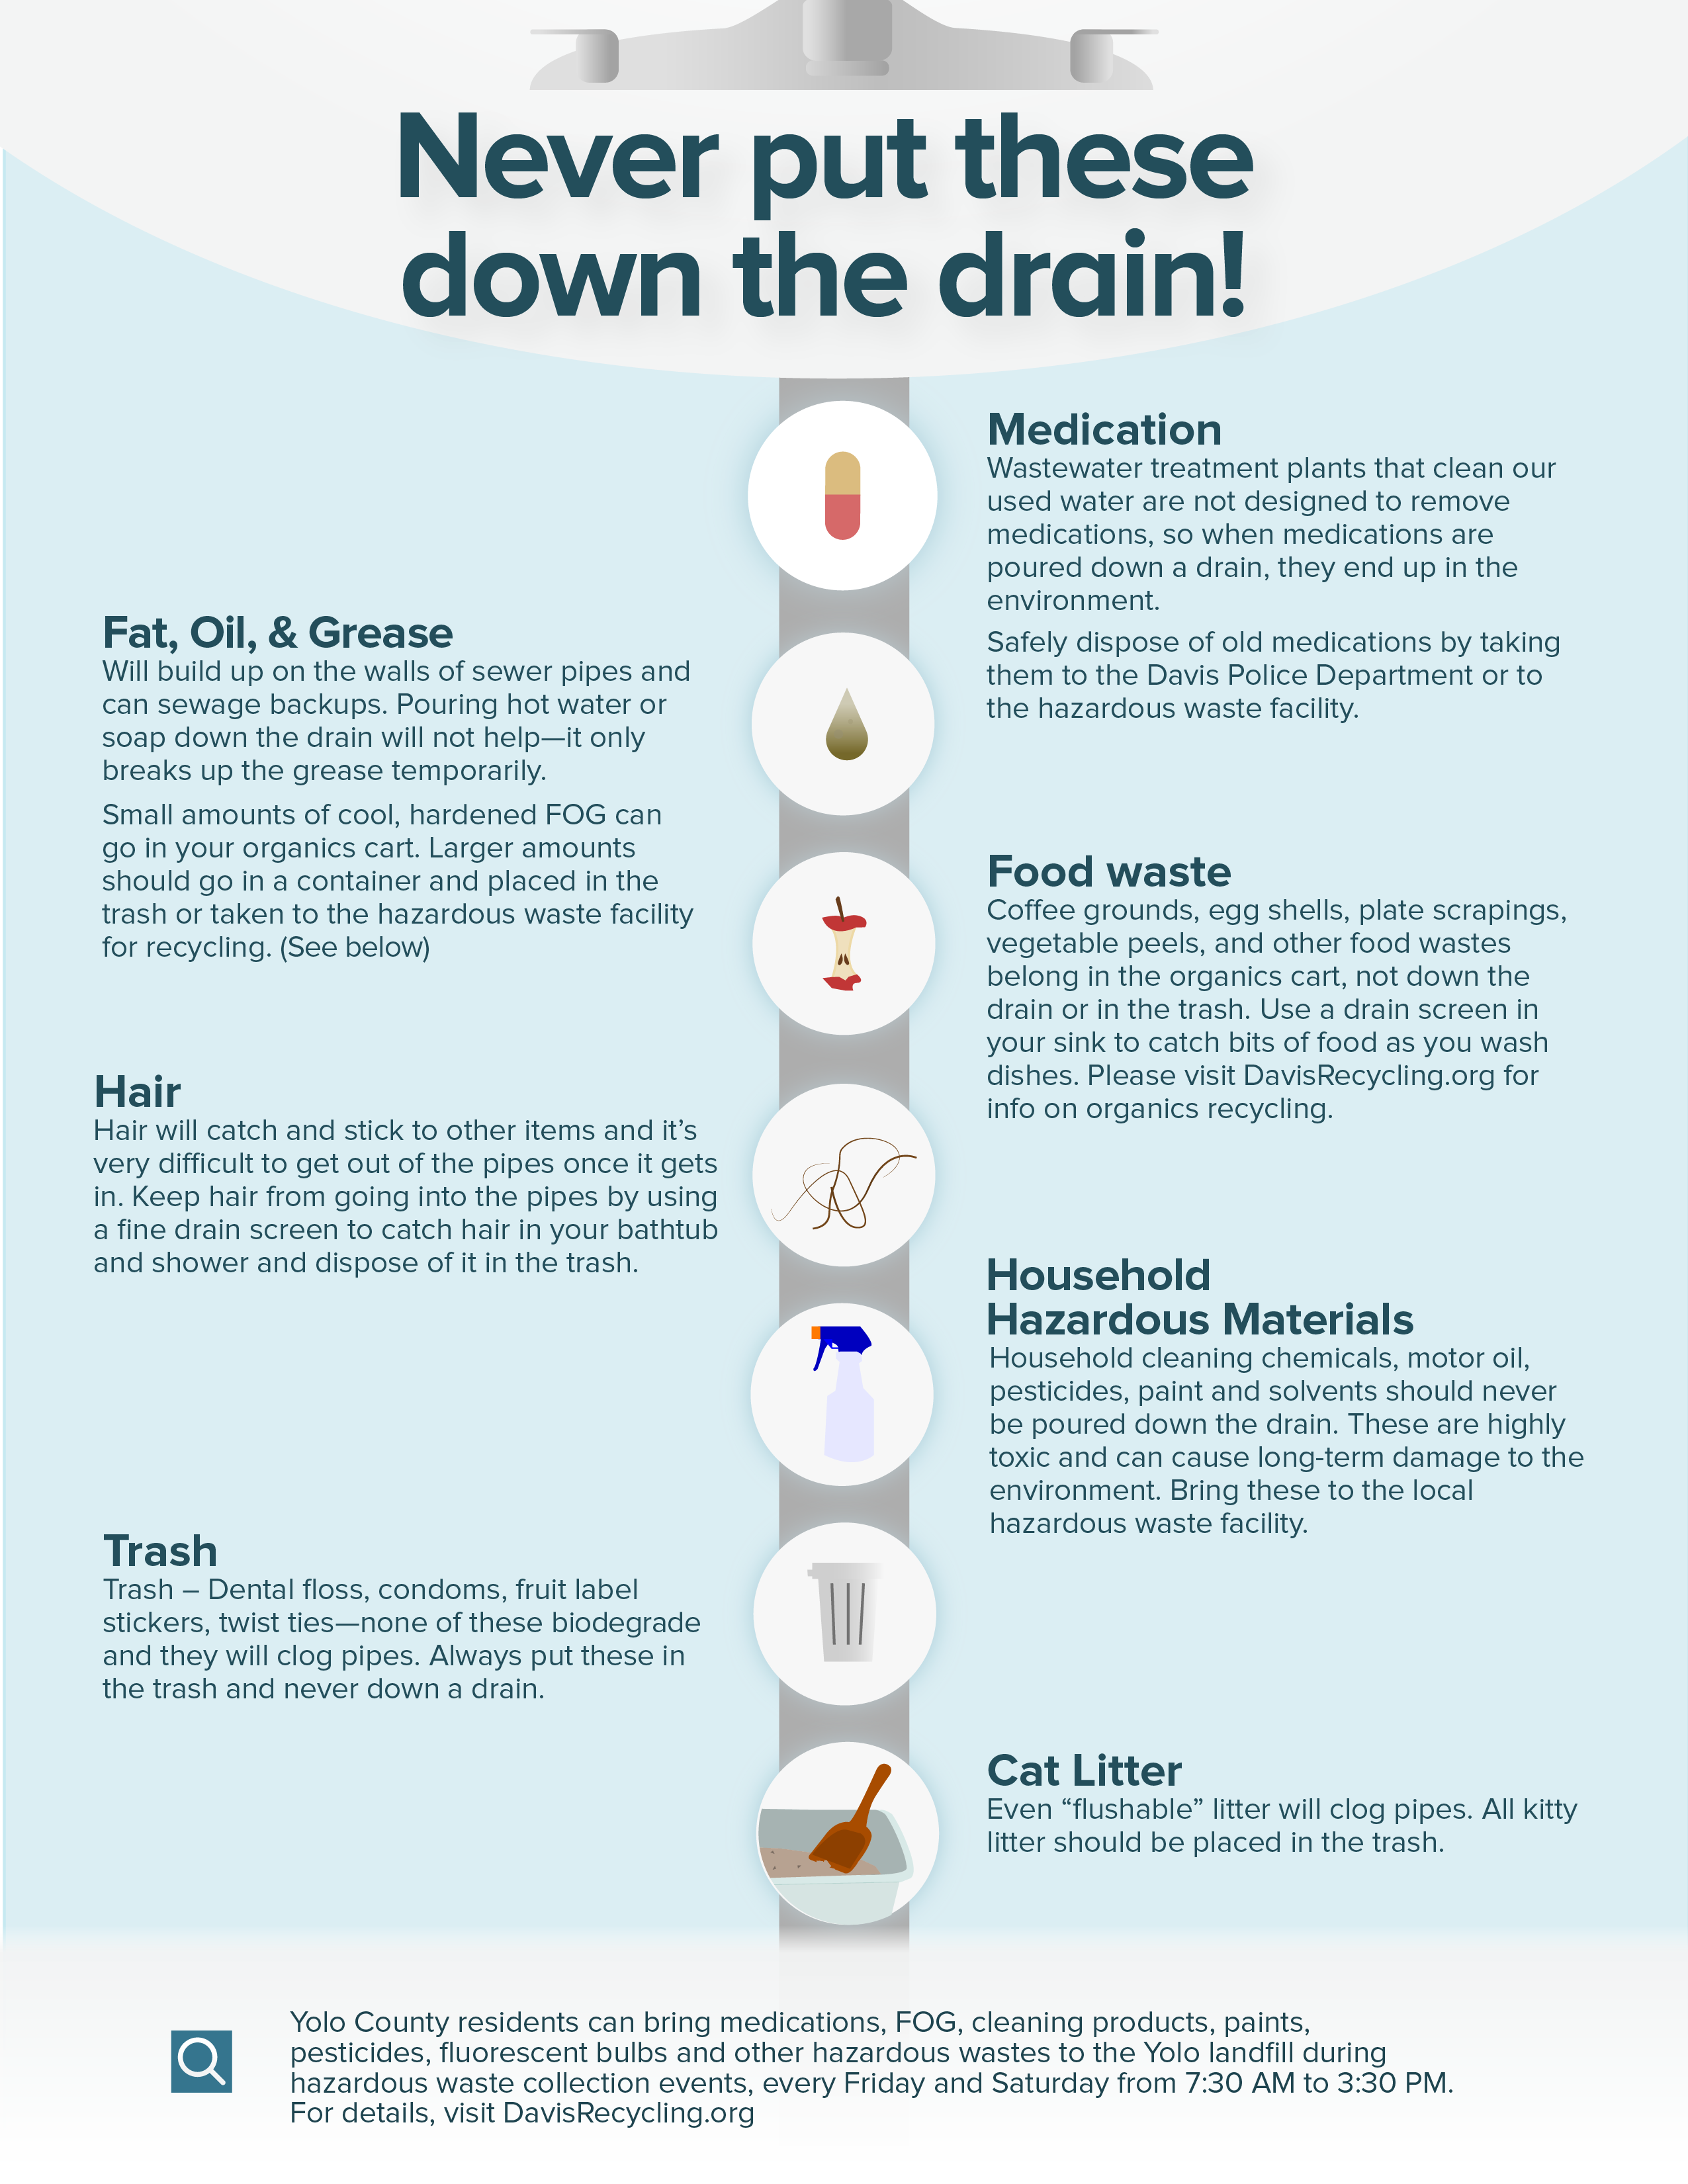 Never put these
down the drain!
Medication
Wastewater treatment plants that clean our
used water are not designed to remove
medications, so when medications are
poured down a drain, they end up in the
environment.
Safely dispose of old medications by taking
them to the Davis Police Department or to
the hazardous waste facility.
Fat, Oil, & Grease
Will build up on the walls of sewer pipes and
can sewage backups. Pouring hot water or
soap down the drain will not help—it only
breaks up the grease temporarily.
Small amounts of cool, hardened FOG can
go in your organics cart. Larger amounts
should go in a container and placed in the
trash or taken to the hazardous waste facility
for recycling. (See below)
Food waste
Coffee grounds, egg shells, plate scrapings,
vegetable peels, and other food wastes
belong in the organics cart, not down the
drain or in the trash. Use a drain screen in
your sink to catch bits of food as you wash
dishes. Please visit DavisRecycling.org for
info on organics recycling.
Hair
Hair will catch and stick to other items and it’s
very difficult to get out of the pipes once it gets
in. Keep hair from going into the pipes by using
a fine drain screen to catch hair in your bathtub
and shower and dispose of it in the trash.
Household
Hazardous Materials
Household cleaning chemicals, motor oil,
pesticides, paint and solvents should never
be poured down the drain. These are highly
toxic and can cause long-term damage to the
environment. Bring these to the local
hazardous waste facility.
Trash
Trash – Dental floss, condoms, fruit label
stickers, twist ties—none of these biodegrade
and they will clog pipes. Always put these in
the trash and never down a drain.
Cat Litter
Even “flushable” litter will clog pipes. All kitty
litter should be placed in the trash.
Yolo County residents can bring medications, FOG, cleaning products, paints,
pesticides, fluorescent bulbs and other hazardous wastes to the Yolo landfill during
hazardous waste collection events, every Friday and Saturday from 7:30 AM to 3:30 PM.
For details, visit DavisRecycling.org